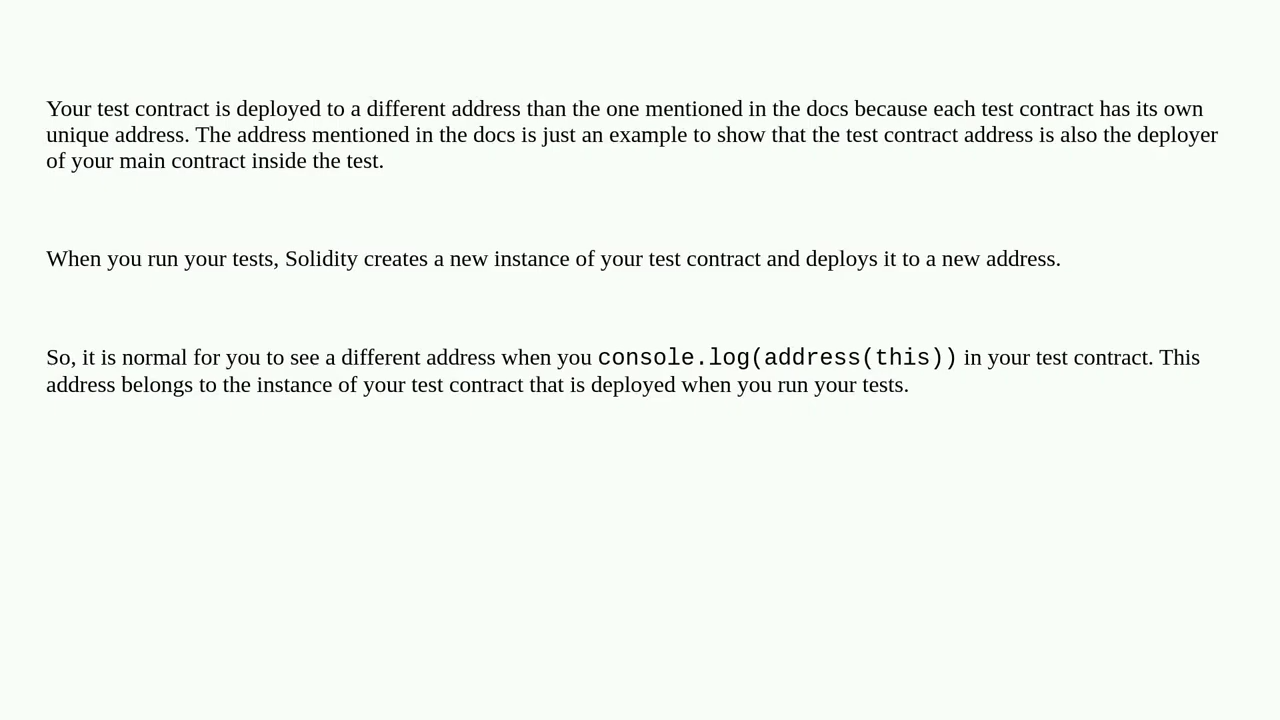 Your test contract is deployed to a different address than the one mentioned in the docs because each test contract has its own
unique address. The address mentioned in the docs is just an example to show that the test contract address is also the deployer
of your main contract inside the test.
When you run your tests, Solidity creates a new instance of your test contract and deploys it to a new address.
So, it is normal for you to see a different address when you console.log(address(this)) in your test contract. This
address belongs to the instance of your test contract that is deployed when you run your tests.